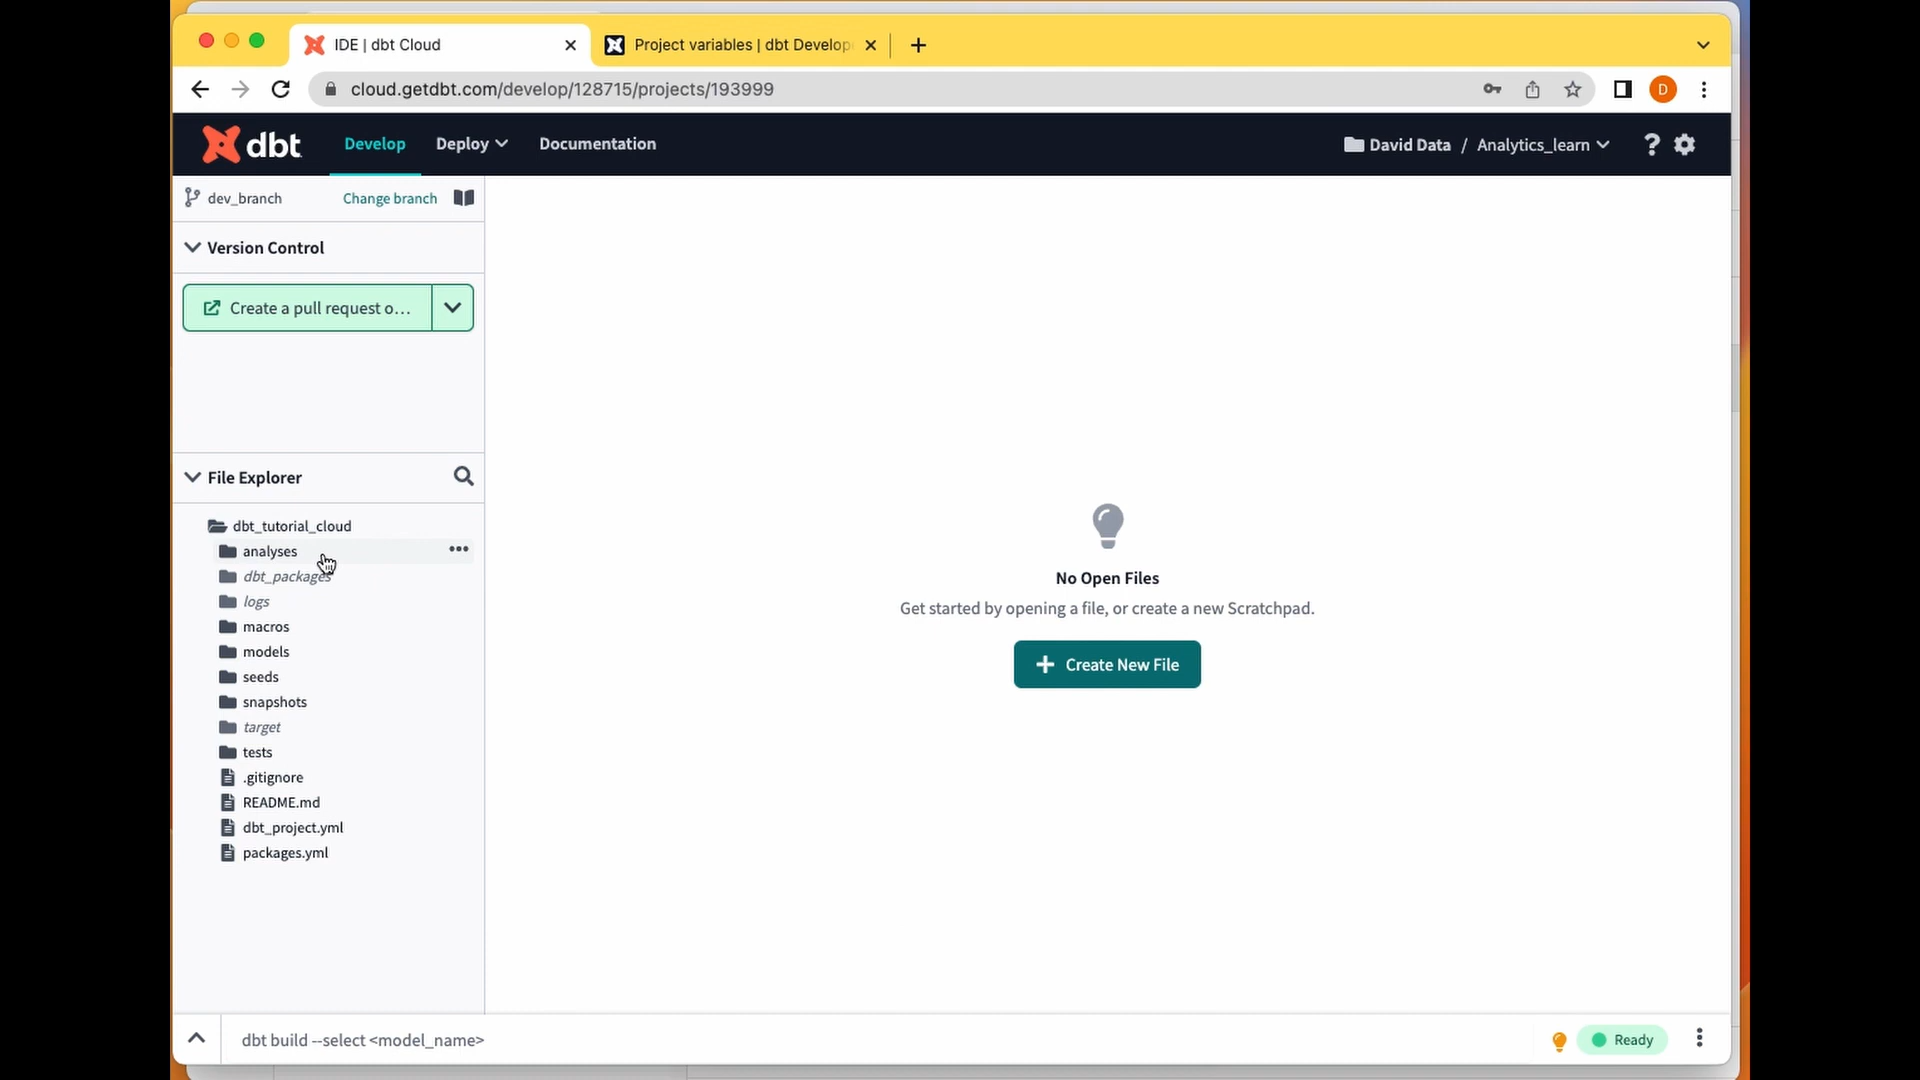 IDE | dbt Cloud
Project variables | dbt Develop
cloud.getdbt.com/develop/128715/projects/193999
D
dbt
Develop
Deploy
Documentation
David Data / Analytics_learn
?
dev_branch
Change branch
Version Control
Create a pull request o...
File Explorer
dbt_tutorial_cloud
analyses
dbt_packages
logs
macros
models
seeds
snapshots
target
tests
.gitignore
README.md
dbt_project.yml
packages.yml
No Open Files
Get started by opening a file, or create a new Scratchpad.
Create New File
dbt build --select <model_name>
Ready